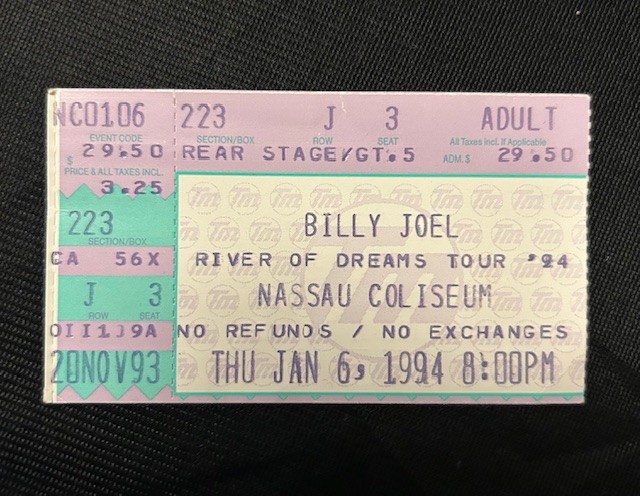 NC0106 223 J 3 ADULT
EVENT CODE SECTION/BOX ROW SEAT All Taxes Incl. If Applicable
$ 29.50 REAR STAGE/GT.5 ADM.$ 29.50
PRICE & ALL TAXES INCL.
3.25
223
SECTION/BOX
CA 56X
J 3
ROW SEAT
20NOV93
BILLY JOEL
RIVER OF DREAMS TOUR '94
NASSAU COLISEUM
NO REFUNDS / NO EXCHANGES
THU JAN 6, 1994 8:00PM